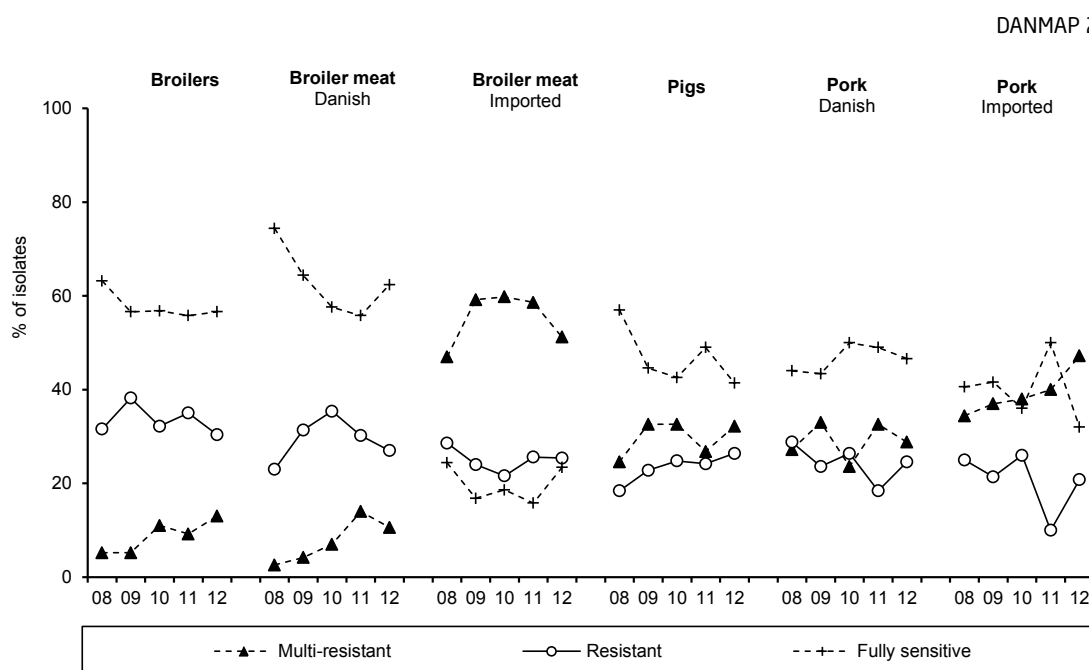 DANMAP
Broilers
Broiler meat
Danish
Broiler meat
Imported
Pigs
Pork
Danish
Pork
Imported
100
80
60
40
20
0
% of isolates
08 09 10 11 12 08 09 10 11 12 08 09 10 11 12 08 09 10 11 12 08 09 10 11 12 08 09 10 11 12
Multi-resistant Resistant Fully sensitive